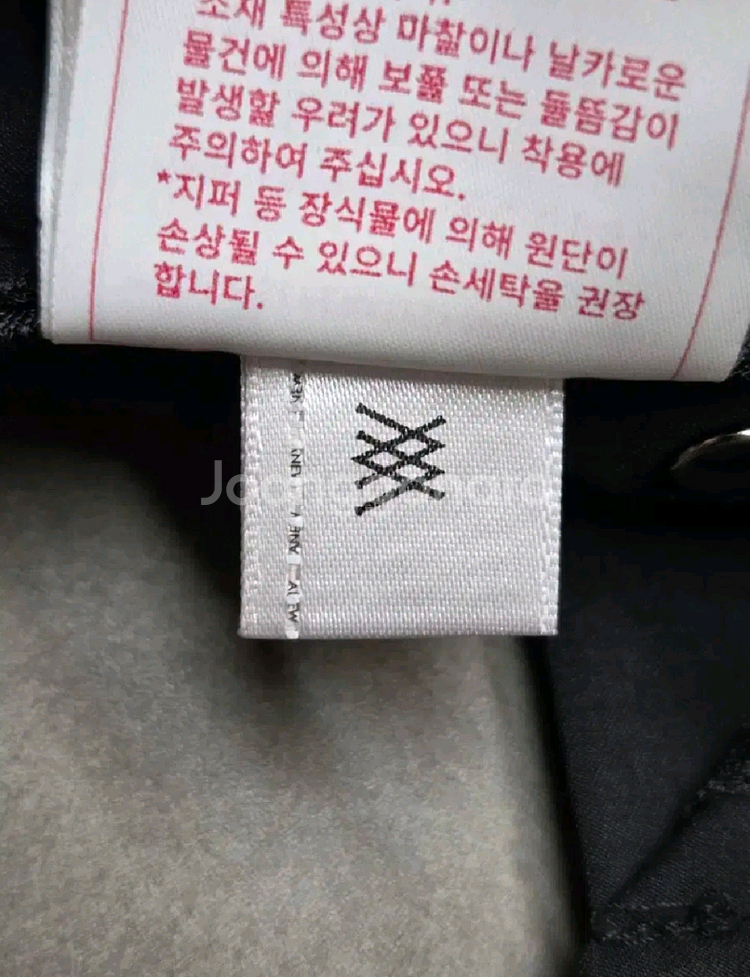 소재 특성상 마찰이나 날카로운
물건에 의해 보풀 또는 뜯뜸감이
발생할 우려가 있으니 착용에
주의하여 주십시오.
*지퍼 등 장식물에 의해 원단이
손상될 수 있으니 손세탁을 권장
합니다.
Joongonara